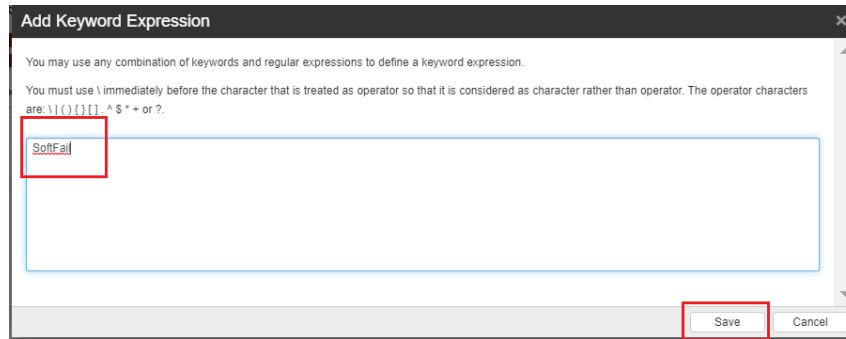 Add Keyword Expression
You may use any combination of keywords and regular expressions to define a keyword expression.
You must use \ immediately before the character that is treated as operator so that it is considered as character rather than operator. The operator characters
are: \ | ( ) { } [ ] . ^ $ * + or ?.
SoftFail
Save Cancel